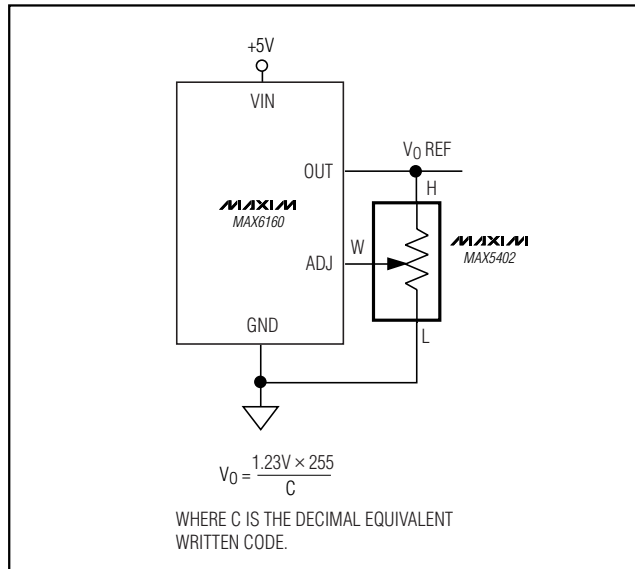 +5V
VIN
OUT
V0 REF
H
MAXIM
MAX6160
MAXIM
MAX5402
W
ADJ
GND
L
V0 = 1.23V × 255
C
WHERE C IS THE DECIMAL EQUIVALENT
WRITTEN CODE.